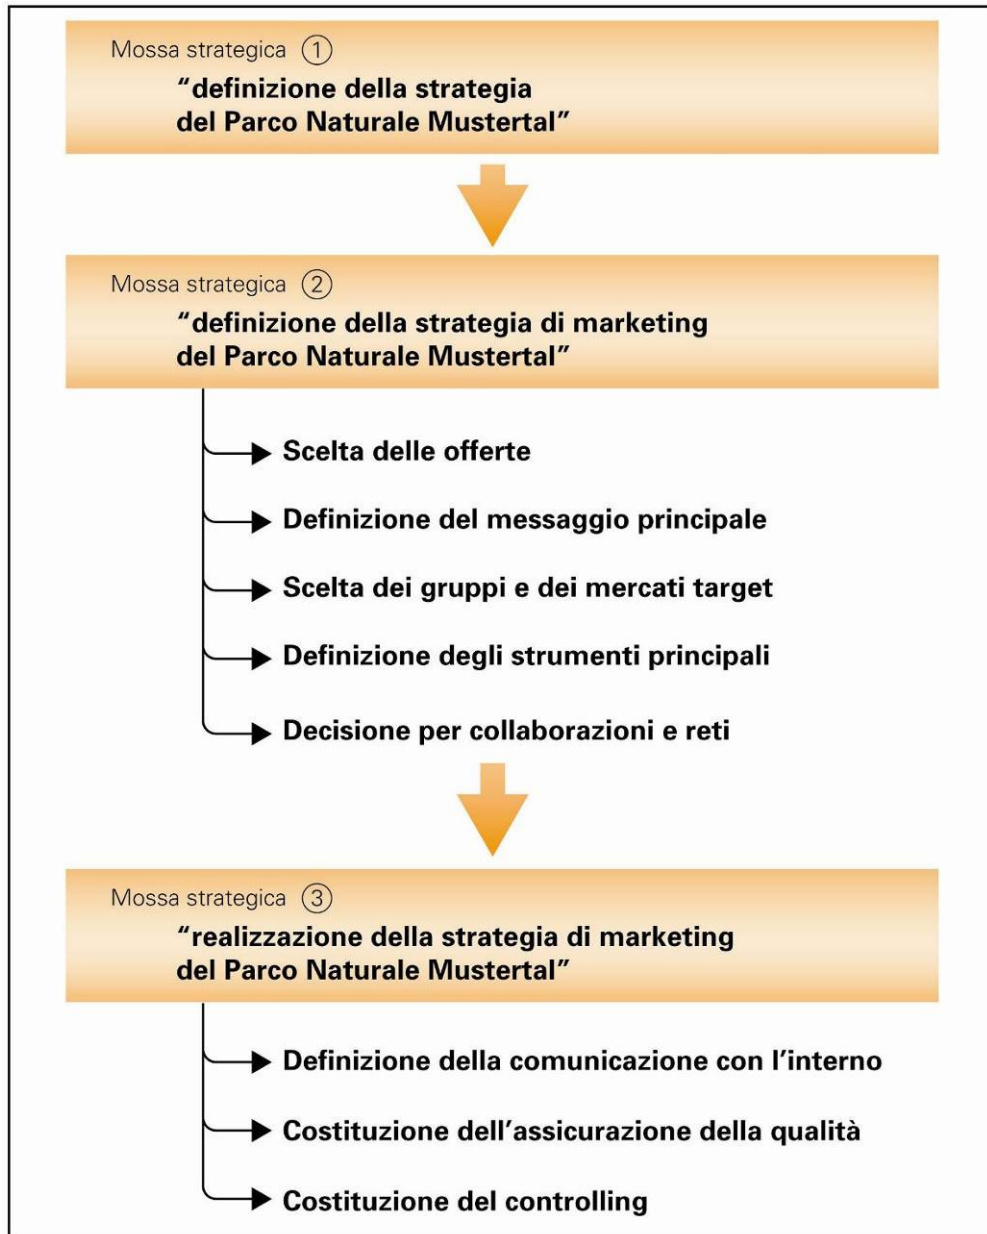 Mossa strategica ①
“definizione della strategia
del Parco Naturale Mustertal”
Mossa strategica ②
“definizione della strategia di marketing
del Parco Naturale Mustertal”
Scelta delle offerte
Definizione del messaggio principale
Scelta dei gruppi e dei mercati target
Definizione degli strumenti principali
Decisione per collaborazioni e reti
Mossa strategica ③
“realizzazione della strategia di marketing
del Parco Naturale Mustertal”
Definizione della comunicazione con l’interno
Costituzione dell’assicurazione della qualità
Costituzione del controlling